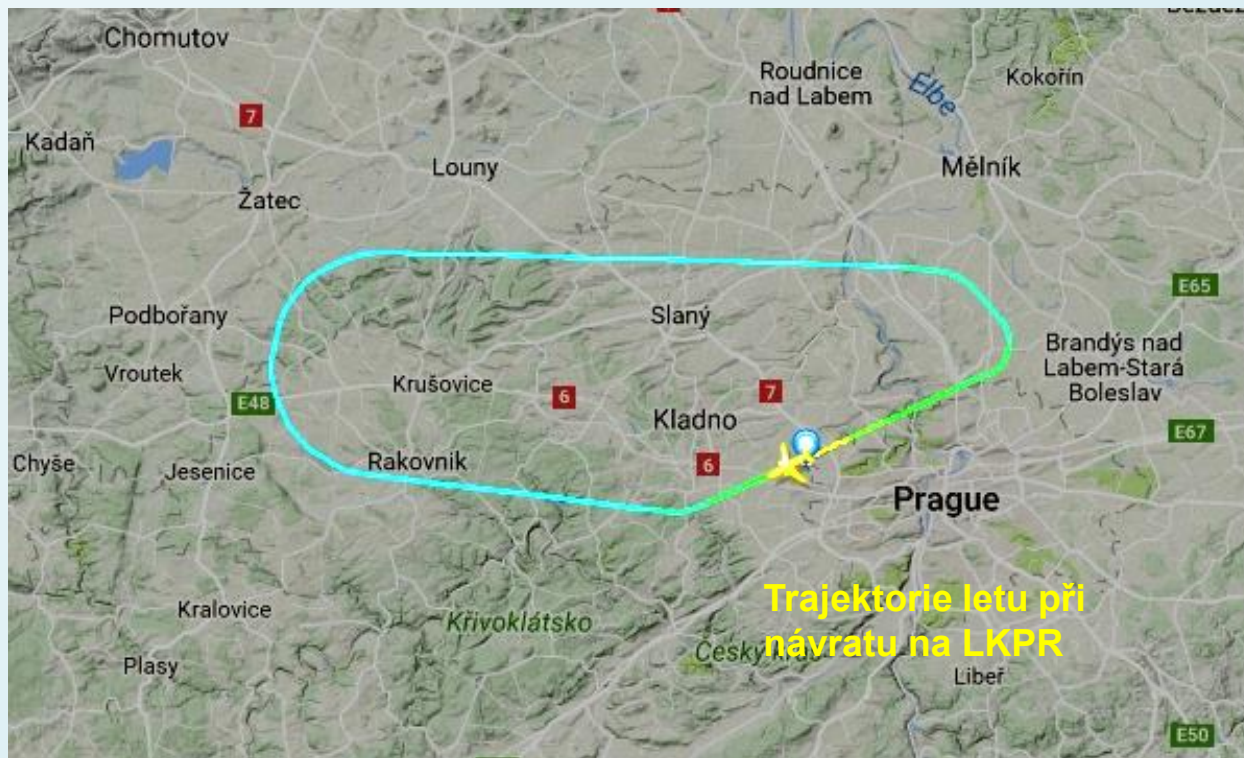 Chomutov
Roudnice
nad Labem
Elbe
Kokořín
7
Kadaň
Louny
Mělník
Žatec
E65
Podbořany
Slaný
Brandýs nad
Labem-Stará
Boleslav
Vroutek
Krušovice
6
7
E48
Kladno
E67
Chyše
Jesenice
Rakovník
6
Prague
Trajektorie letu při
návratu na LKPR
Kralovice
Křivoklátsko
Český kras
Plasy
Libeř
E50